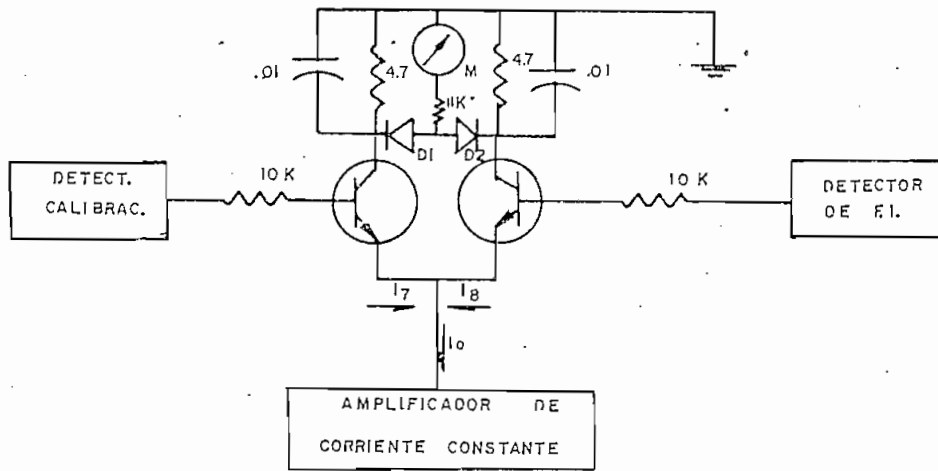 .01
4.7
M
11K
4.7
.01
D1
D2
DETECT.
CALIBRAC.
10 K
10 K
DETECTOR
DE F.I.
I7
I8
Io
AMPLIFICADOR DE
CORRIENTE CONSTANTE